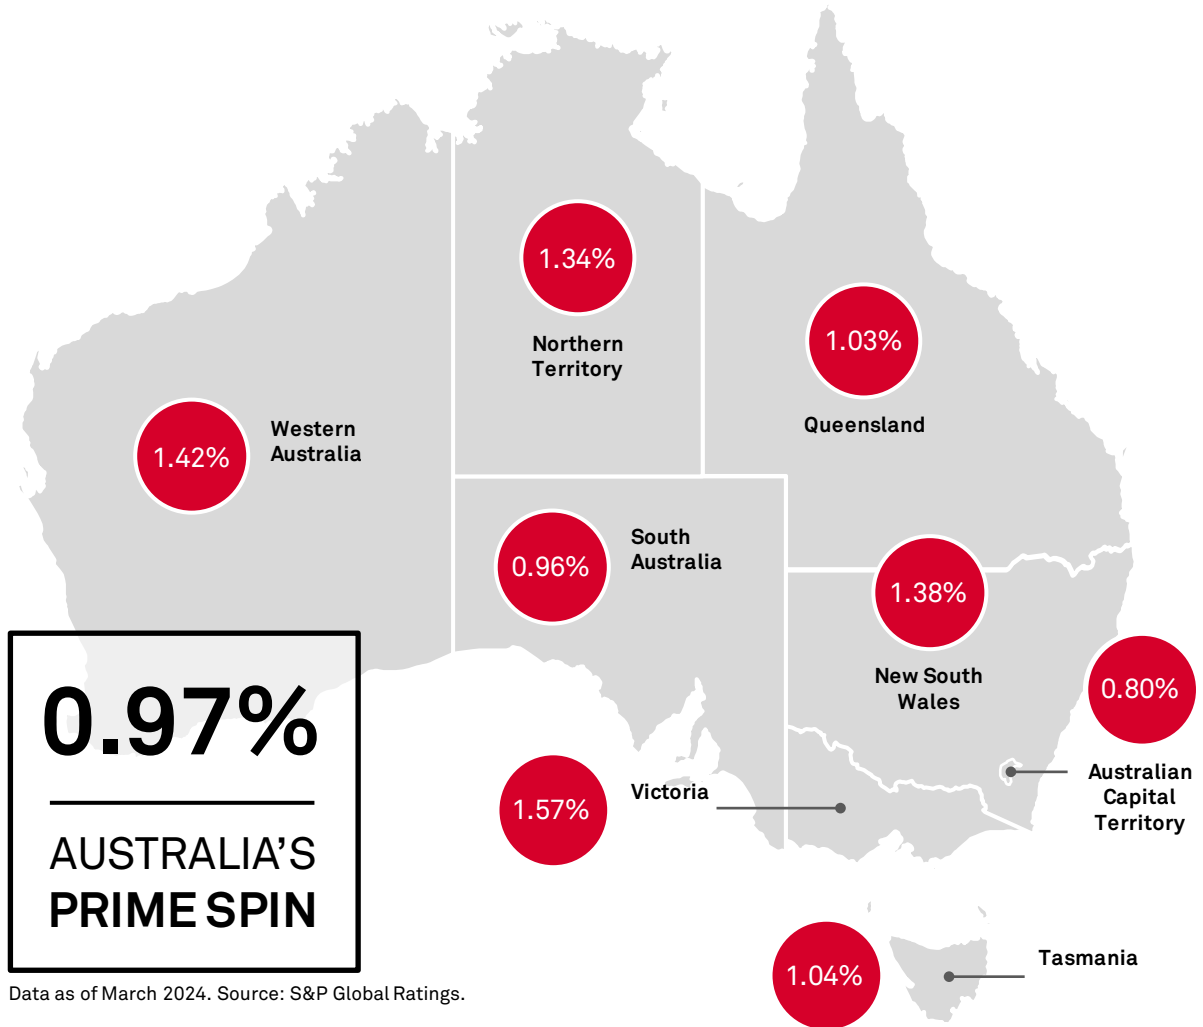 1.34%
Northern
Territory
1.03%
Queensland
1.42%
Western
Australia
0.96%
South
Australia
1.38%
New South
Wales
0.80%
Australian
Capital
Territory
1.57%
Victoria
1.04%
Tasmania
0.97%
AUSTRALIA’S
PRIME SPIN
Data as of March 2024. Source: S&P Global Ratings.